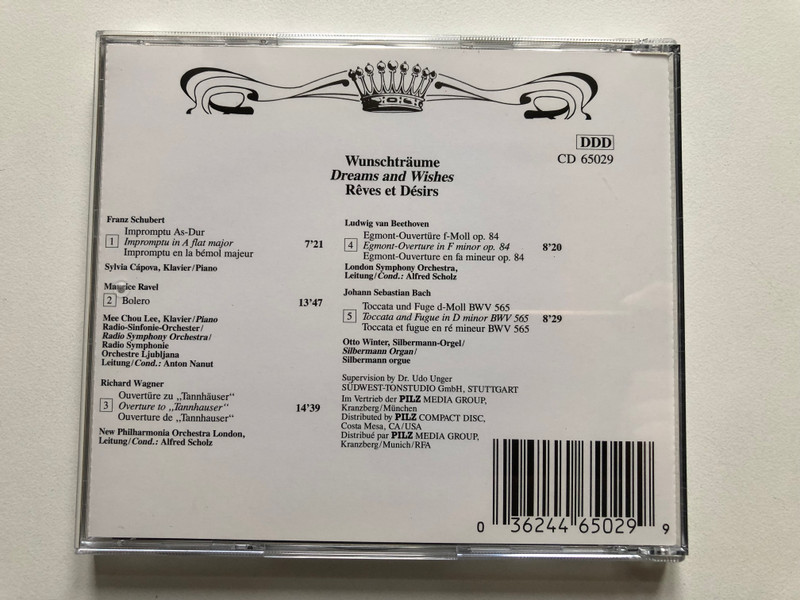 DDD
CD 65029
Wunschträume
Dreams and Wishes
Rêves et Désirs
Franz Schubert
Impromptu As-Dur
1 Impromptu in A flat major 7'21
Impromptu en la bémol majeur
Sylvia Cápova, Klavier/Piano
Maurice Ravel
2 Bolero 13'47
Mee Chou Lee, Klavier/Piano
Radio-Sinfonie-Orchester/
Radio Symphony Orchestra/
Radio Symphonie
Orchestre Ljubljana
Leitung/Cond.: Anton Nanut
Richard Wagner
Ouvertüre zu „Tannhäuser“
3 Overture to „Tannhauser“ 14'39
Ouverture de „Tannhauser“
New Philharmonia Orchestra London,
Leitung/Cond.: Alfred Scholz
Ludwig van Beethoven
Egmont-Ouvertüre f-Moll op. 84
4 Egmont-Overture in F minor op. 84 8'20
Egmont-Ouverture en fa mineur op. 84
London Symphony Orchestra,
Leitung/Cond.: Alfred Scholz
Johann Sebastian Bach
Toccata und Fuge d-Moll BWV 565
5 Toccata and Fugue in D minor BWV 565 8'29
Toccata et fugue en ré mineur BWV 565
Otto Winter, Silbermann-Orgel/
Silbermann Organ/
Silbermann orgue
Supervision by Dr. Udo Unger
SÜDWEST-TONSTUDIO GmbH, STUTTGART
Im Vertrieb der PILZ MEDIA GROUP,
Kranzberg/München
Distributed by PILZ COMPACT DISC,
Costa Mesa, CA/USA
Distribué par PILZ MEDIA GROUP,
Kranzberg/Munich/RFA
0 36244 65029 9